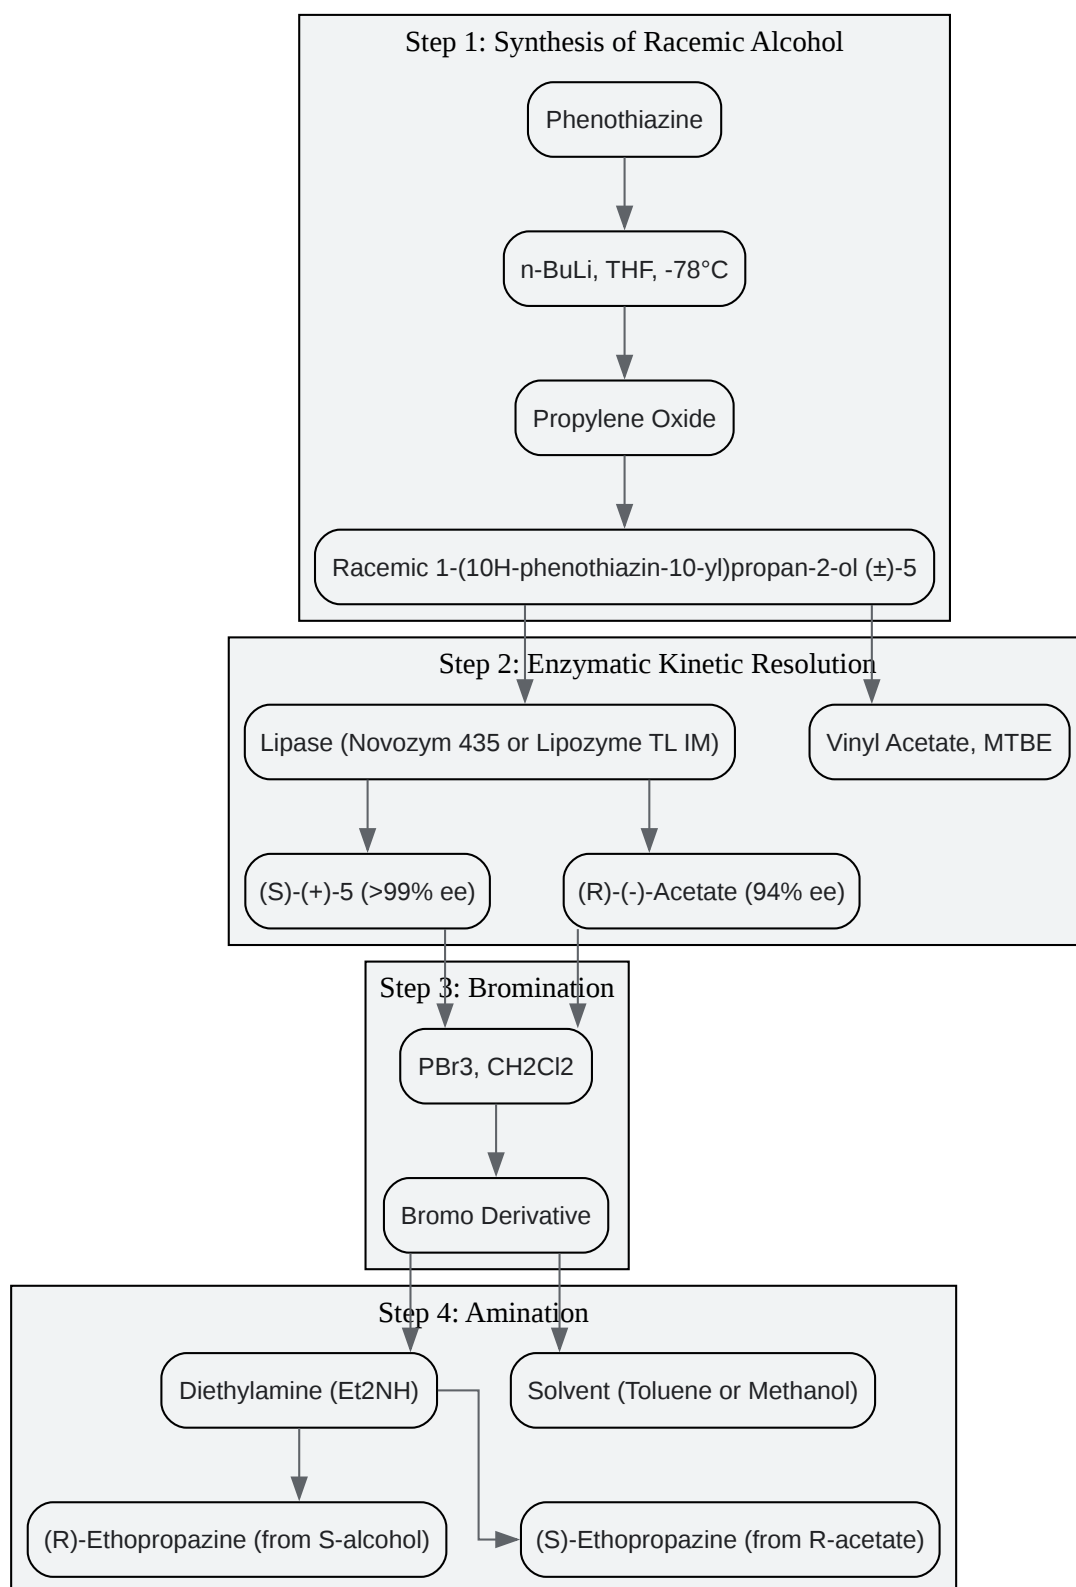 Step 1: Synthesis of Racemic Alcohol
Phenothiazine
n-BuLi, THF, -78°C
Propylene Oxide
Racemic 1-(10H-phenothiazin-10-yl)propan-2-ol (±)-5
Step 2: Enzymatic Kinetic Resolution
Lipase (Novozym 435 or Lipozyme TL IM)
Vinyl Acetate, MTBE
(S)-(+)-5 (>99% ee)
(R)-(-)-Acetate (94% ee)
Step 3: Bromination
PBr3, CH2Cl2
Bromo Derivative
Step 4: Amination
Diethylamine (Et2NH)
Solvent (Toluene or Methanol)
(R)-Ethopropazine (from S-alcohol)
(S)-Ethopropazine (from R-acetate)